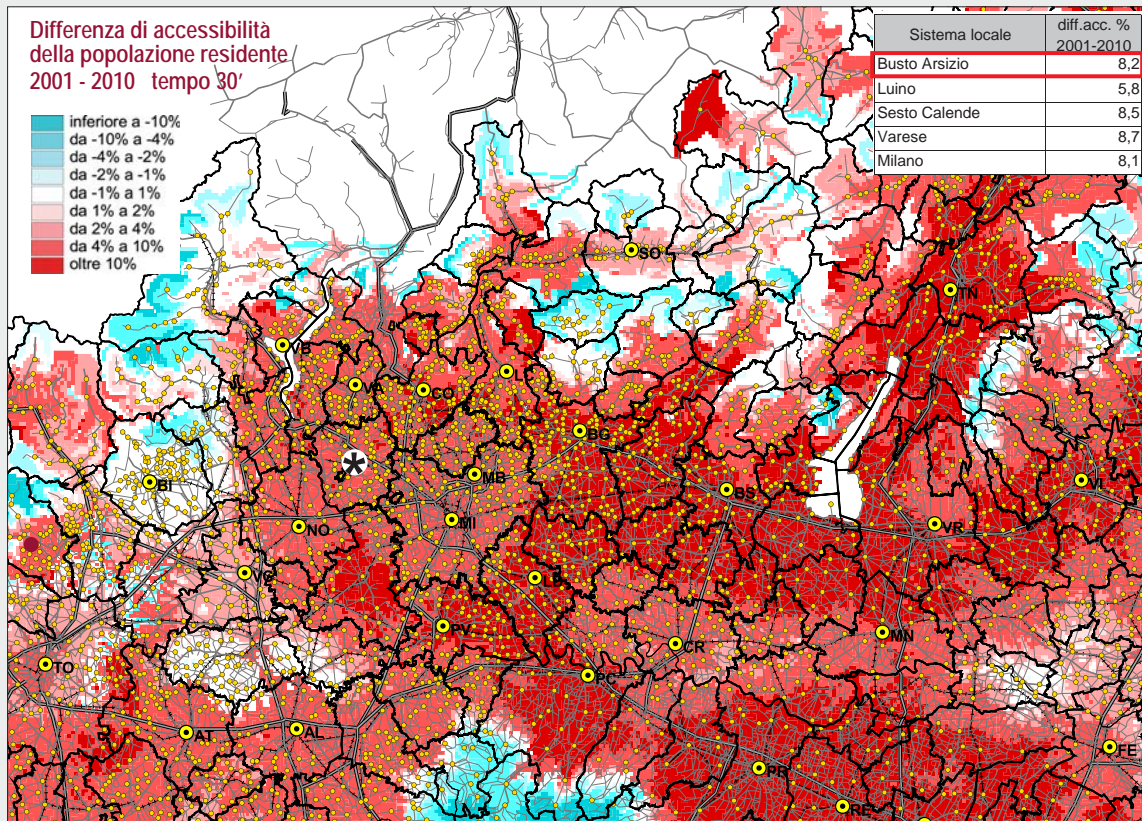 Differenza di accessibilità
della popolazione residente
2001 - 2010 tempo 30'
inferiore a -10%
da -10% a -4%
da -4% a -2%
da -2% a -1%
da -1% a 1%
da 1% a 2%
da 2% a 4%
da 4% a 10%
oltre 10%
Sistema locale
diff.acc. %
2001-2010
Busto Arsizio 8,2
Luino 5,8
Sesto Calende 8,5
Varese 8,7
Milano 8,1
SO
TN
VB
VA
CO
BG
BI
MB
BS
VI
MI
NO
VR
VC
PV
CR
MN
TO
AT
AL
PR
FE
RE